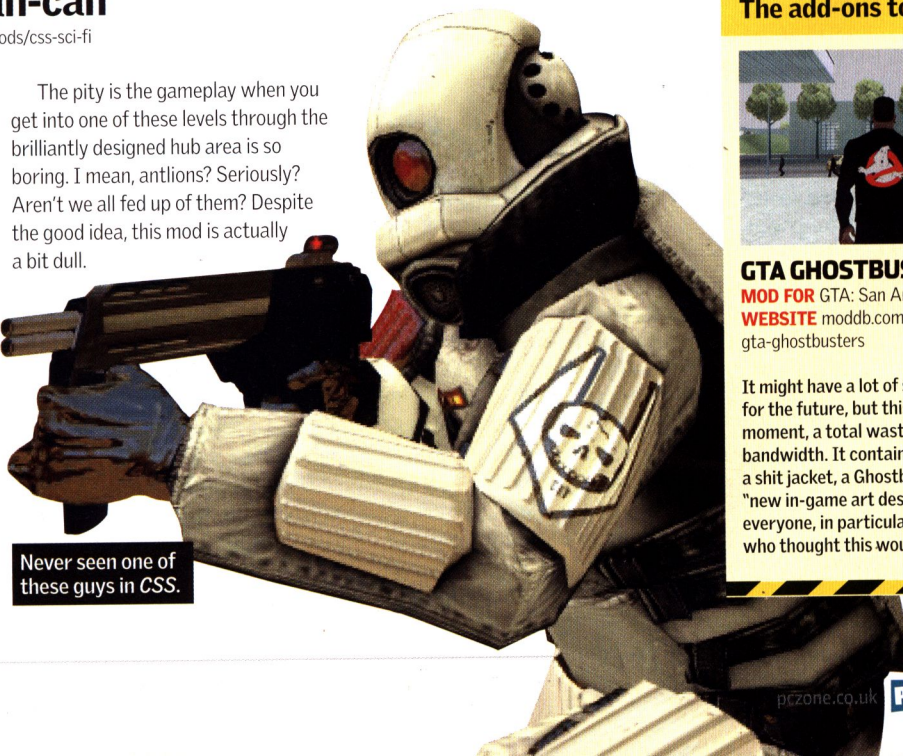 ods/css-sci-fi
The pity is the gameplay when you
get into one of these levels through the
brilliantly designed hub area is so
boring. I mean, antlions? Seriously?
Aren't we all fed up of them? Despite
the good idea, this mod is actually
a bit dull.
Never seen one of
these guys in CSS.
The add-ons to
GTA GHOSTBUS
MOD FOR GTA: San A
WEBSITE moddb.com
gta-ghostbusters
It might have a lot of
for the future, but thi
moment, a total wast
bandwidth. It contain
a shit jacket, a Ghostb
"new in-game art des
everyone, in particula
who thought this wou
pczone.co.uk